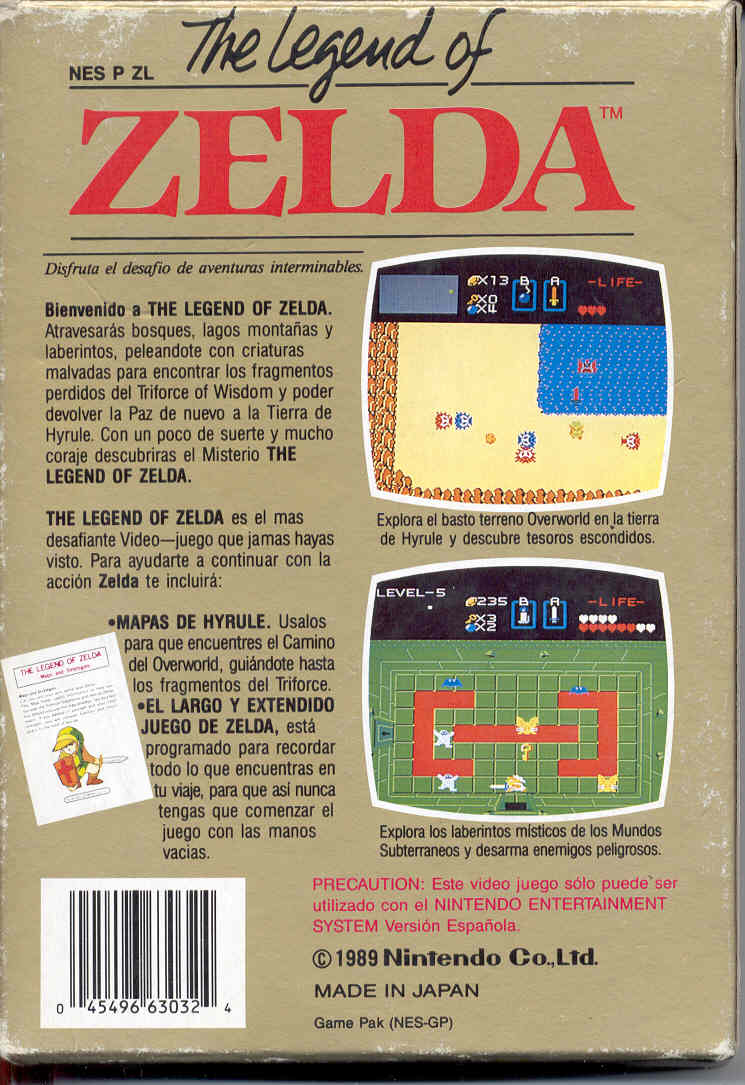 NES P ZL
The Legend of
ZELDA™
Disfruta el desafio de aventuras interminables.
Bienvenido a THE LEGEND OF ZELDA.
Atravesarás bosques, lagos montañas y
laberintos, peleandote con criaturas
malvadas para encontrar los fragmentos
perdidos del Triforce of Wisdom y poder
devolver la Paz de nuevo a la Tierra de
Hyrule. Con un poco de suerte y mucho
coraje descubriras el Misterio THE
LEGEND OF ZELDA.
THE LEGEND OF ZELDA es el mas
desafiante Video—juego que jamas hayas
visto. Para ayudarte a continuar con la
acción Zelda te incluirá:
•MAPAS DE HYRULE. Usalos
para que encuentres el Camino
del Overworld, guiándote hasta
los fragmentos del Triforce.
•EL LARGO Y EXTENDIDO
JUEGO DE ZELDA, está
programado para recordar
todo lo que encuentras en
tu viaje, para que así nunca
tengas que comenzar el
juego con las manos
vacias.
THE LEGEND OF ZELDA
Maps and Strategies
X13 B A -LIFE-
X0
X4
Explora el basto terreno Overworld en la tierra
de Hyrule y descubre tesoros escondidos.
LEVEL-5
235 B A -LIFE-
X3
X2
Explora los laberintos místicos de los Mundos
Subterraneos y desarma enemigos peligrosos.
PRECAUTION: Este video juego sólo puede ser
utilizado con el NINTENDO ENTERTAINMENT
SYSTEM Versión Española.
© 1989 Nintendo Co.,Ltd.
MADE IN JAPAN
Game Pak (NES-GP)
0 45496 63032 4